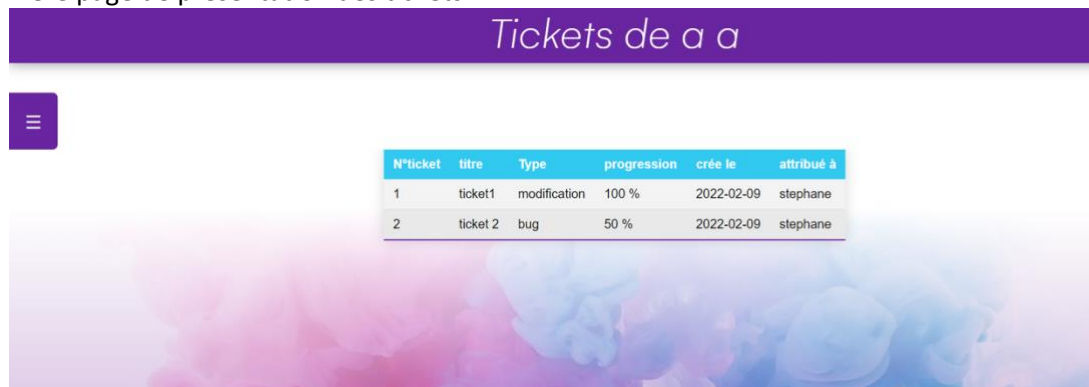 Tickets de a a
☰
N°ticket titre Type progression crée le attribué à
1 ticket1 modification 100 % 2022-02-09 stephane
2 ticket 2 bug 50 % 2022-02-09 stephane